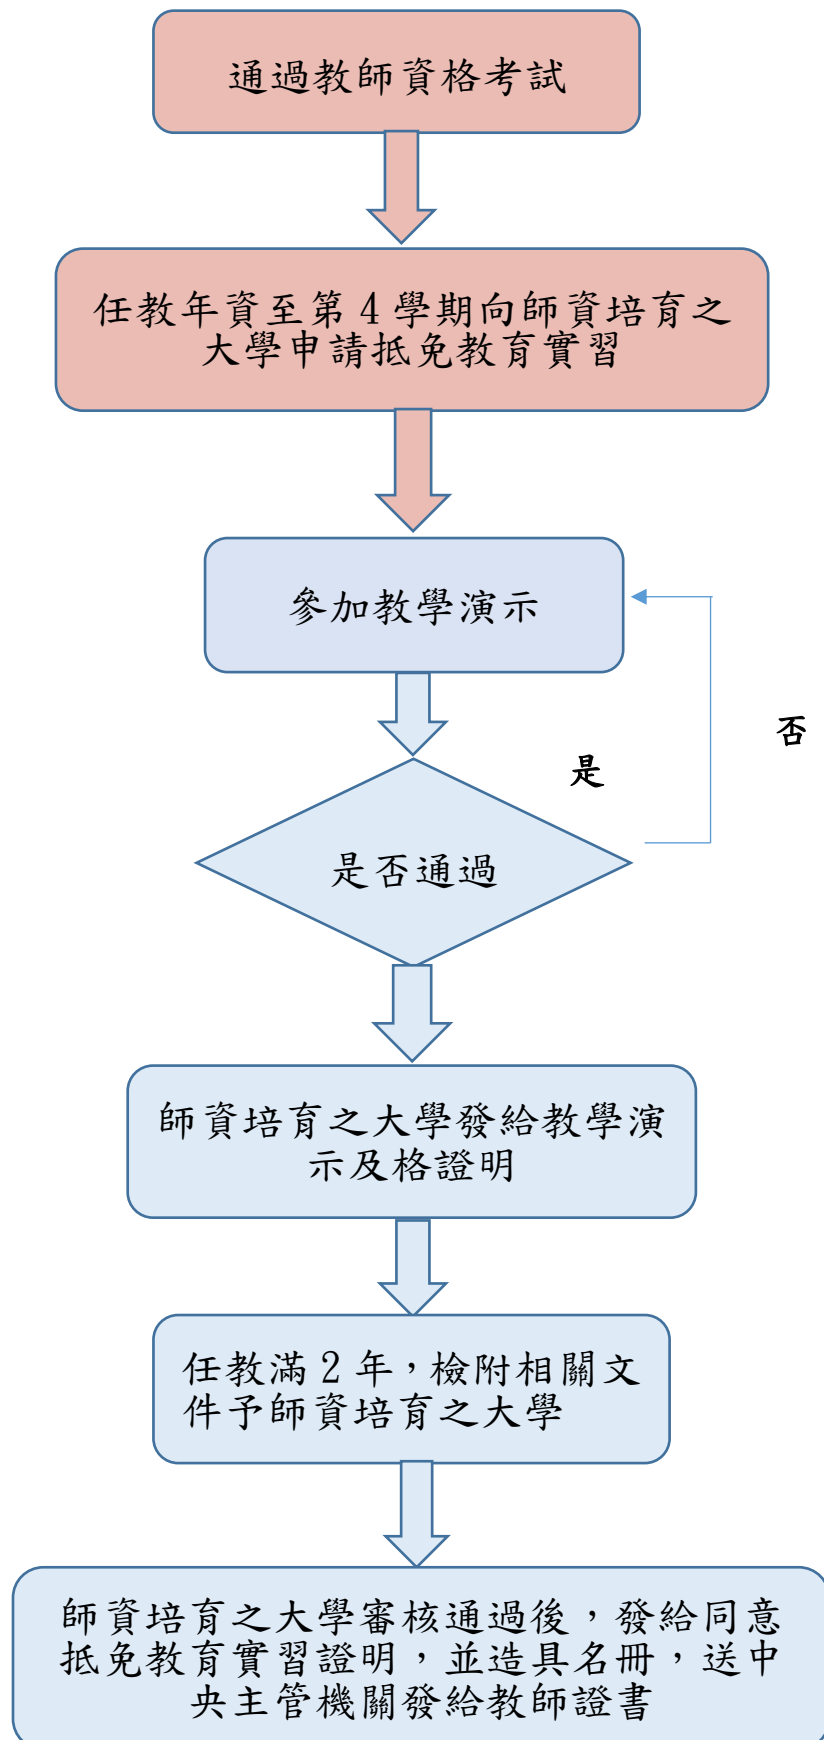 通過教師資格考試
任教年資至第4學期向師資培育之
大學申請抵免教育實習
參加教學演示
否
是
是否通過
師資培育之大學發給教學演
示及格證明
任教滿2年，檢附相關文
件予師資培育之大學
師資培育之大學審核通過後，發給同意
抵免教育實習證明，並造具名冊，送中
央主管機關發給教師證書